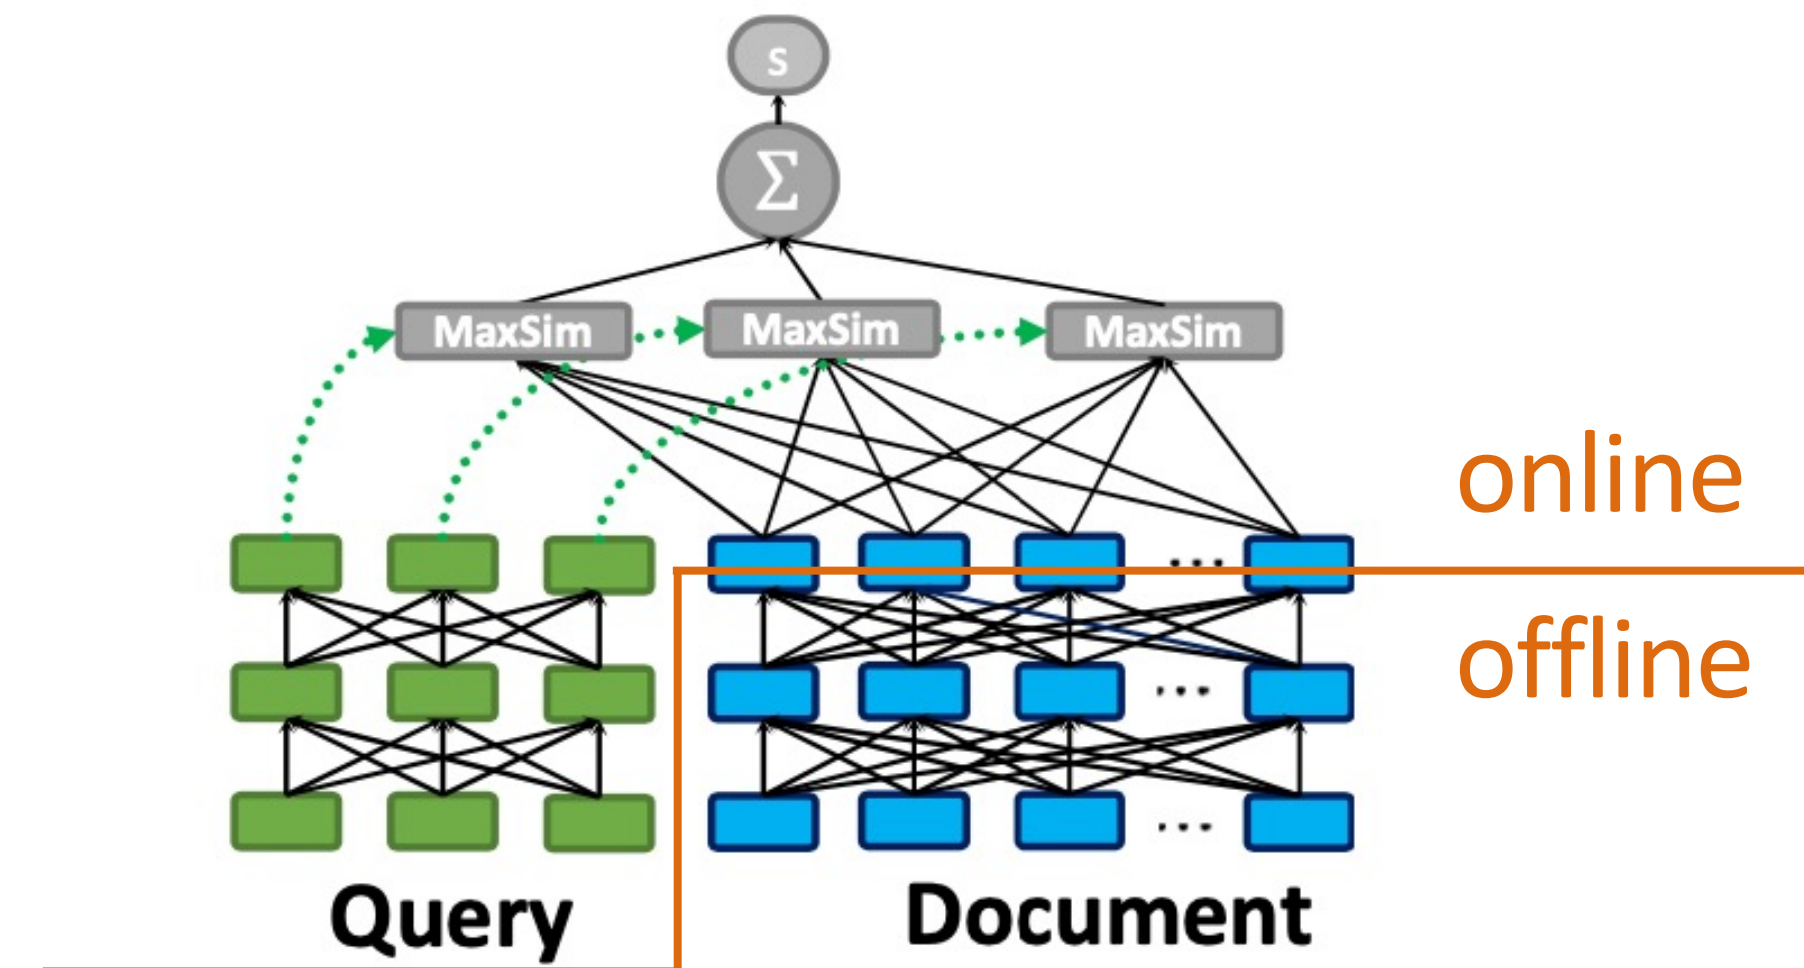 s
Σ
MaxSim MaxSim MaxSim
online
offline
...
...
...
Query Document